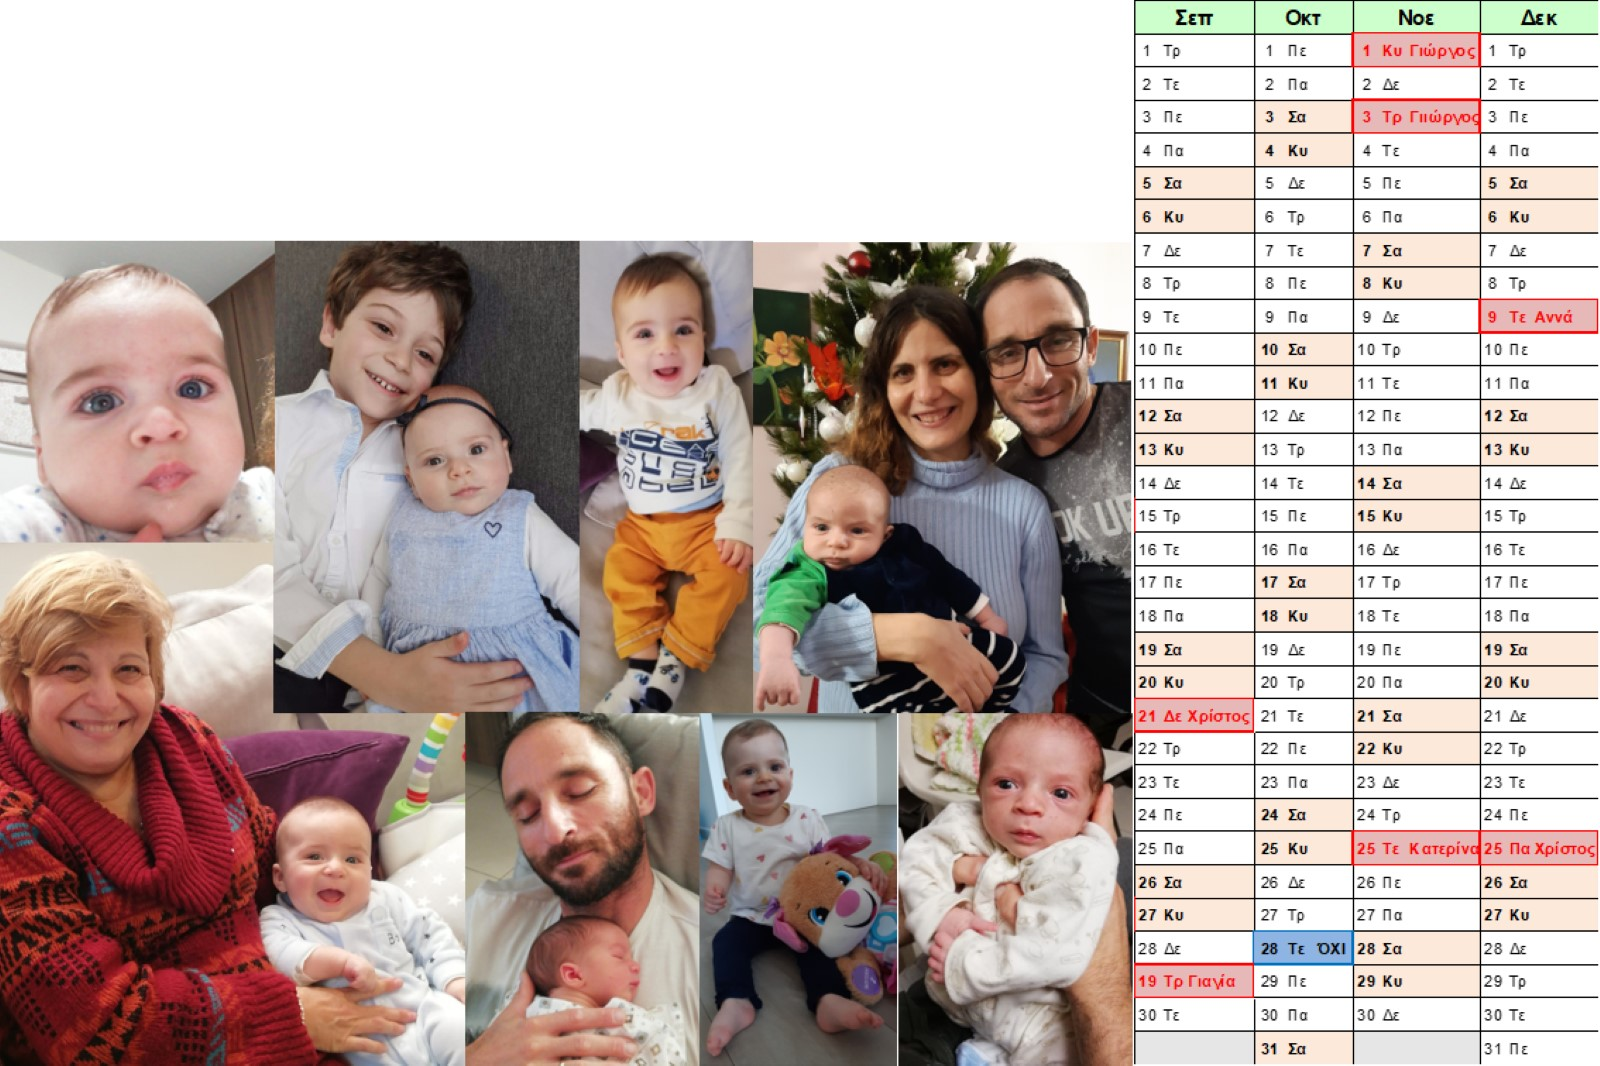 Σεπ Οκτ Νοε Δεκ
1 Τρ 1 Πε 1 Κυ Γιώργος 1 Τρ
2 Τε 2 Πα 2 Δε 2 Τε
3 Πε 3 Σα 3 Τρ Γιιώργος 3 Πε
4 Πα 4 Κυ 4 Τε 4 Πα
5 Σα 5 Δε 5 Πε 5 Σα
6 Κυ 6 Τρ 6 Πα 6 Κυ
7 Δε 7 Τε 7 Σα 7 Δε
8 Τρ 8 Πε 8 Κυ 8 Τρ
9 Τε 9 Πα 9 Δε 9 Τε Αννά
10 Πε 10 Σα 10 Τρ 10 Πε
11 Πα 11 Κυ 11 Τε 11 Πα
12 Σα 12 Δε 12 Πε 12 Σα
13 Κυ 13 Τρ 13 Πα 13 Κυ
14 Δε 14 Τε 14 Σα 14 Δε
15 Τρ 15 Πε 15 Κυ 15 Τρ
16 Τε 16 Πα 16 Δε 16 Τε
17 Πε 17 Σα 17 Τρ 17 Πε
18 Πα 18 Κυ 18 Τε 18 Πα
19 Σα 19 Δε 19 Πε 19 Σα
20 Κυ 20 Τρ 20 Πα 20 Κυ
21 Δε Χρίστος 21 Τε 21 Σα 21 Δε
22 Τρ 22 Πε 22 Κυ 22 Τρ
23 Τε 23 Πα 23 Δε 23 Τε
24 Πε 24 Σα 24 Τρ 24 Πε
25 Πα 25 Κυ 25 Τε Κατερίνα 25 Πα Χρίστος
26 Σα 26 Δε 26 Πε 26 Σα
27 Κυ 27 Τρ 27 Πα 27 Κυ
28 Δε 28 Τε ΌΧΙ 28 Σα 28 Δε
19 Τρ Γιαγία 29 Πε 29 Κυ 29 Τρ
30 Τε 30 Πα 30 Δε 30 Τε
31 Σα 31 Πε